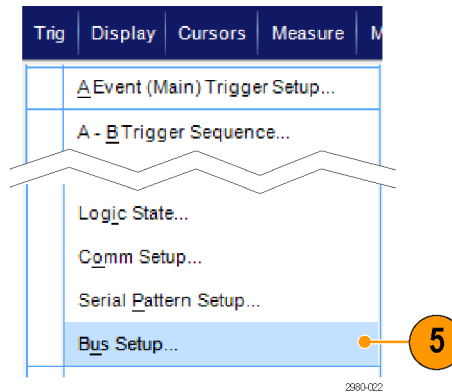 Trig Display Cursors Measure M
A Event (Main) Trigger Setup...
A - B Trigger Sequence...
Logic State...
Comm Setup...
Serial Pattern Setup...
Bus Setup...
5
2980-022